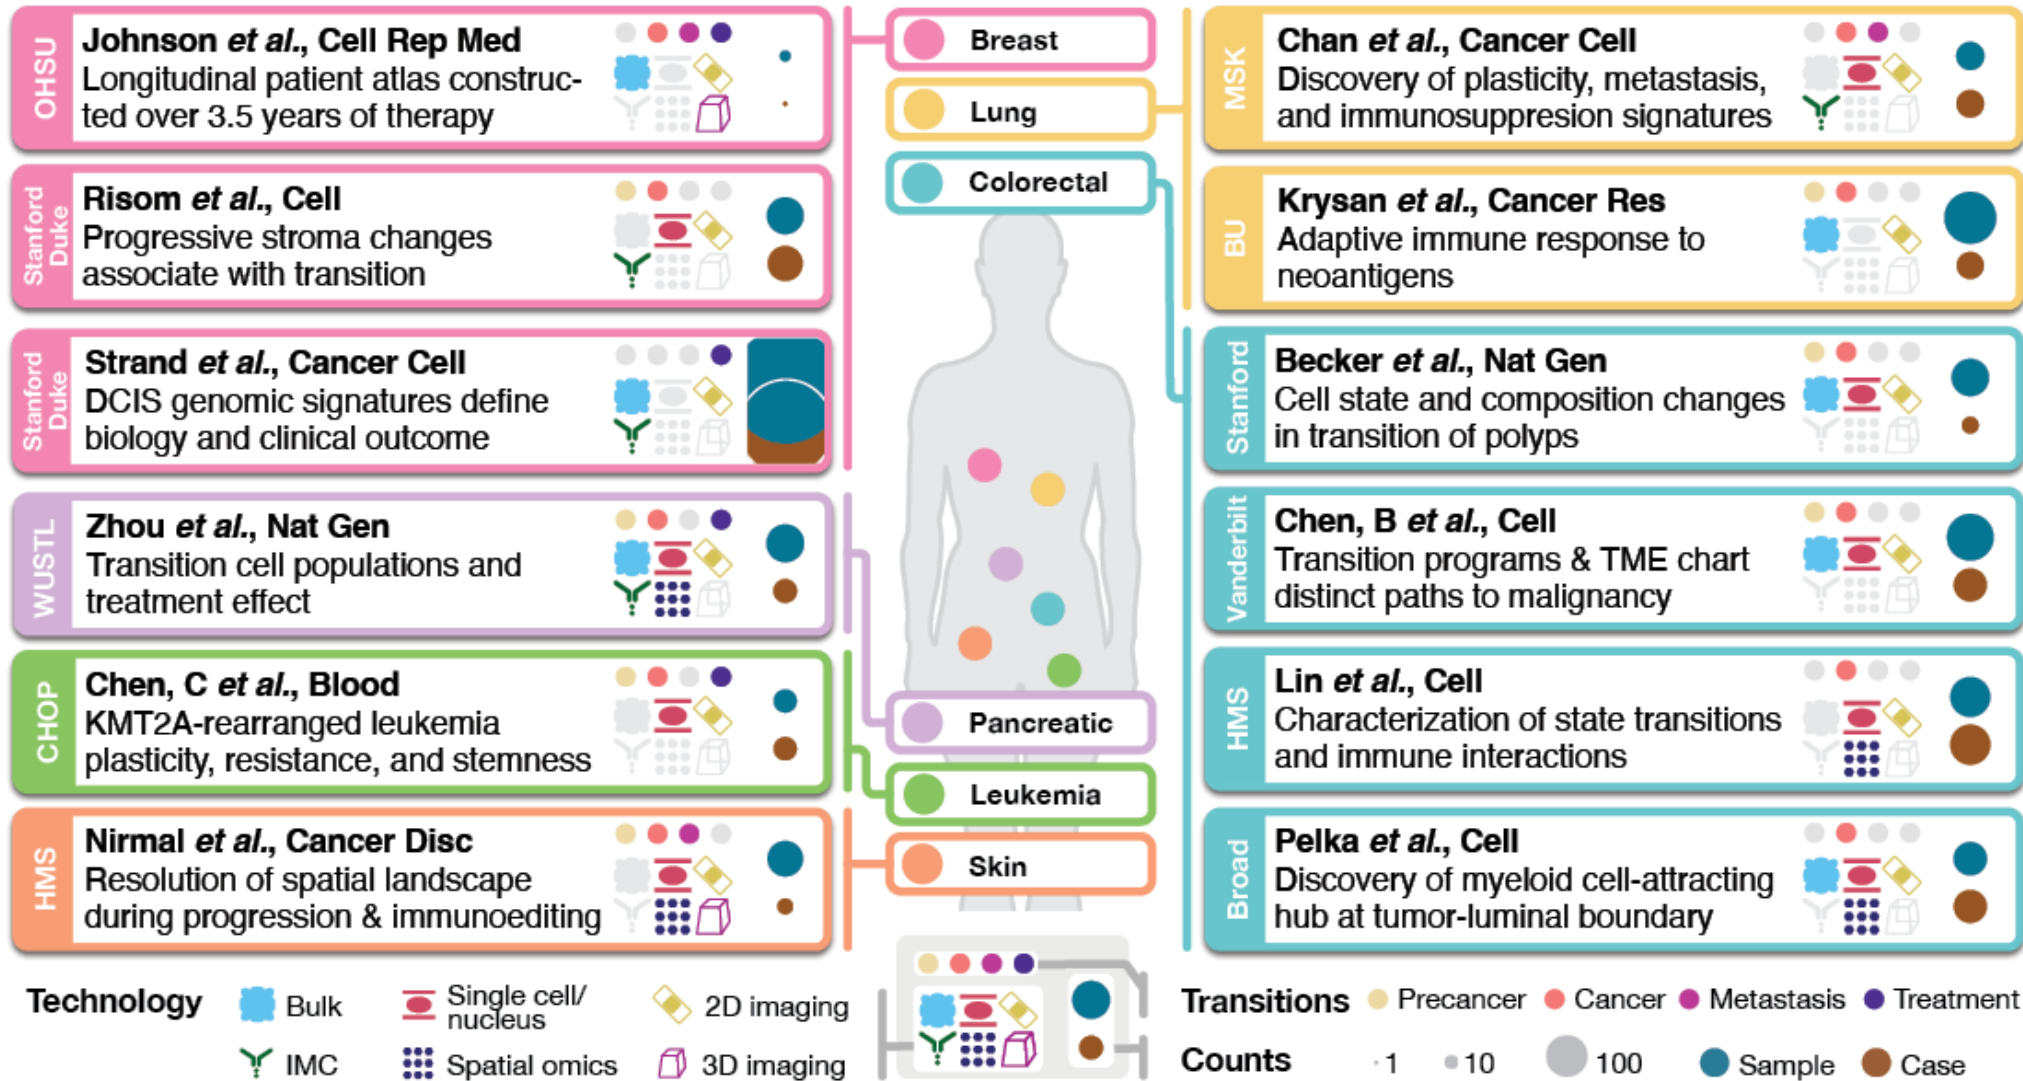 OHSU
Johnson et al., Cell Rep Med
Longitudinal patient atlas construc-
ted over 3.5 years of therapy
Stanford
Duke
Risom et al., Cell
Progressive stroma changes
associate with transition
Stanford
Duke
Strand et al., Cancer Cell
DCIS genomic signatures define
biology and clinical outcome
WUSTL
Zhou et al., Nat Gen
Transition cell populations and
treatment effect
CHOP
Chen, C et al., Blood
KMT2A-rearranged leukemia
plasticity, resistance, and stemness
HMS
Nirmal et al., Cancer Disc
Resolution of spatial landscape
during progression & immunoediting
Breast
Lung
Colorectal
Pancreatic
Leukemia
Skin
MSK
Chan et al., Cancer Cell
Discovery of plasticity, metastasis,
and immunosuppresion signatures
BU
Krysan et al., Cancer Res
Adaptive immune response to
neoantigens
Stanford
Becker et al., Nat Gen
Cell state and composition changes
in transition of polyps
Vanderbilt
Chen, B et al., Cell
Transition programs & TME chart
distinct paths to malignancy
HMS
Lin et al., Cell
Characterization of state transitions
and immune interactions
Broad
Pelka et al., Cell
Discovery of myeloid cell-attracting
hub at tumor-luminal boundary
Technology
Bulk
Single cell/
nucleus
2D imaging
IMC
Spatial omics
3D imaging
Transitions
Precancer
Cancer
Metastasis
Treatment
Counts
1
10
100
Sample
Case